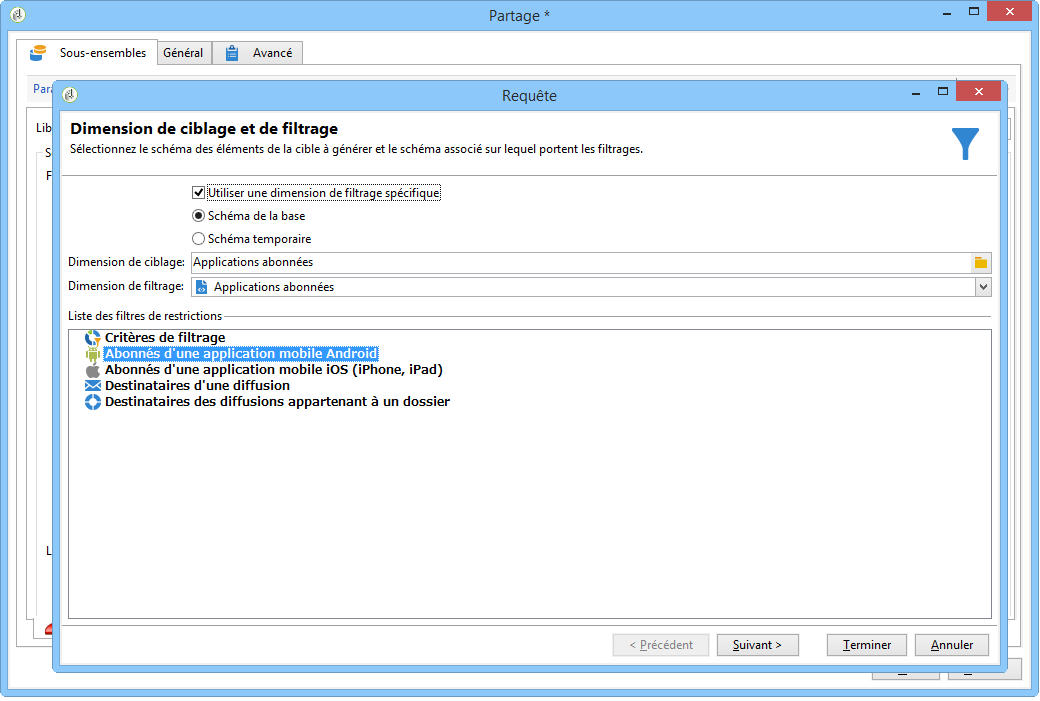 Partage *
Sous-ensembles
Général
Avancé
Para
Lib
S
F
L
Requête
Dimension de ciblage et de filtrage
Sélectionnez le schéma des éléments de la cible à générer et le schéma associé sur lequel portent les filtrages.
Utiliser une dimension de filtrage spécifique
Schéma de la base
Schéma temporaire
Dimension de ciblage: Applications abonnées
Dimension de filtrage: Applications abonnées
Liste des filtres de restrictions
Critères de filtrage
Abonnés d'une application mobile Android
Abonnés d'une application mobile iOS (iPhone, iPad)
Destinataires d'une diffusion
Destinataires des diffusions appartenant à un dossier
< Précédent
Suivant >
Terminer
Annuler